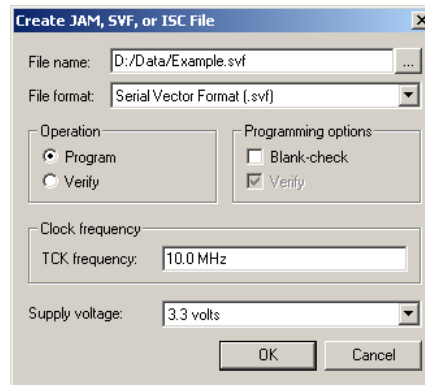 Create JAM, SVF, or ISC File
File name: D:/Data/Example.svf ...
File format: Serial Vector Format (.svf)
Operation Programming options
Program Blank-check
Verify Verify
Clock frequency
TCK frequency: 10.0 MHz
Supply voltage: 3.3 volts
OK Cancel